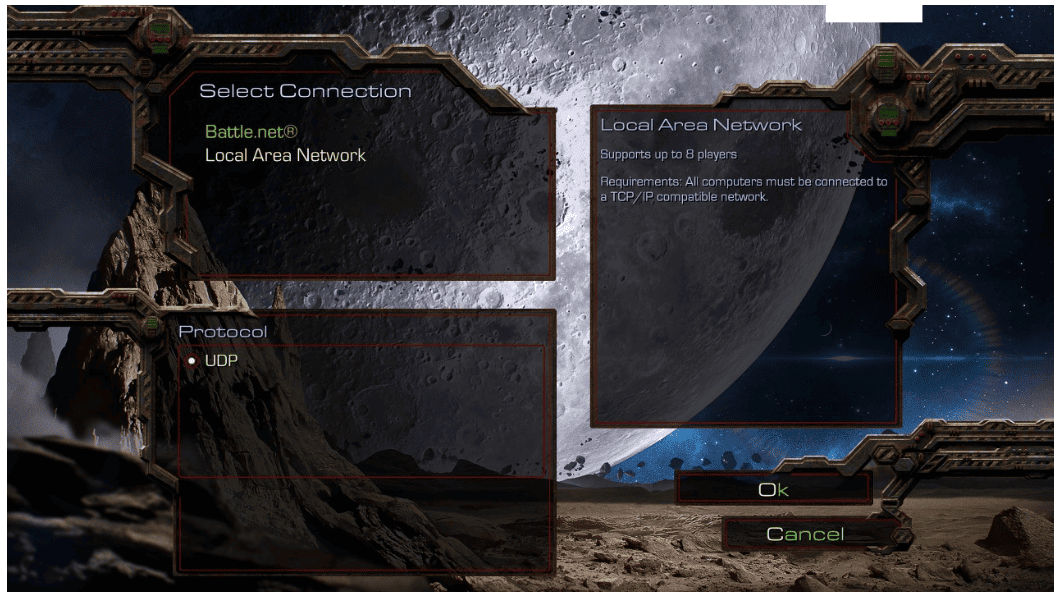 Select Connection
Battle.net®
Local Area Network
Local Area Network
Supports up to 8 players
Requirements: All computers must be connected to
a TCP/IP compatible network.
Protocol
UDP
Ok
Cancel